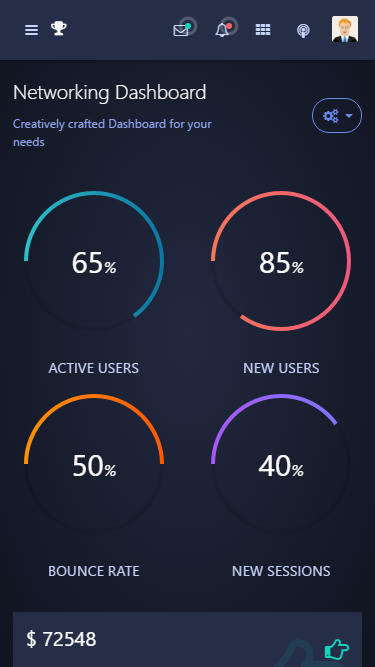 Networking Dashboard
Creatively crafted Dashboard for your
needs
65%
85%
ACTIVE USERS
NEW USERS
50%
40%
BOUNCE RATE
NEW SESSIONS
$ 72548